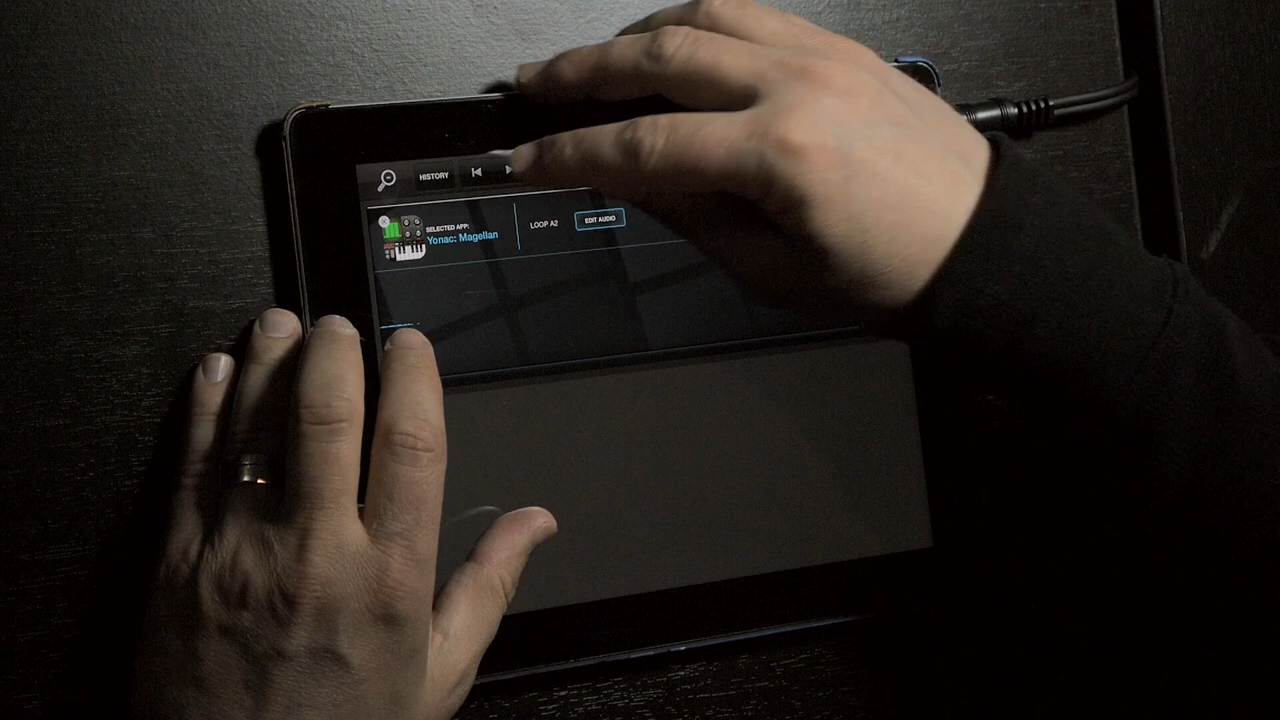 HISTORY
SELECTED APP:
Yonac: Magellan
LOOP A2
EDIT AUDIO